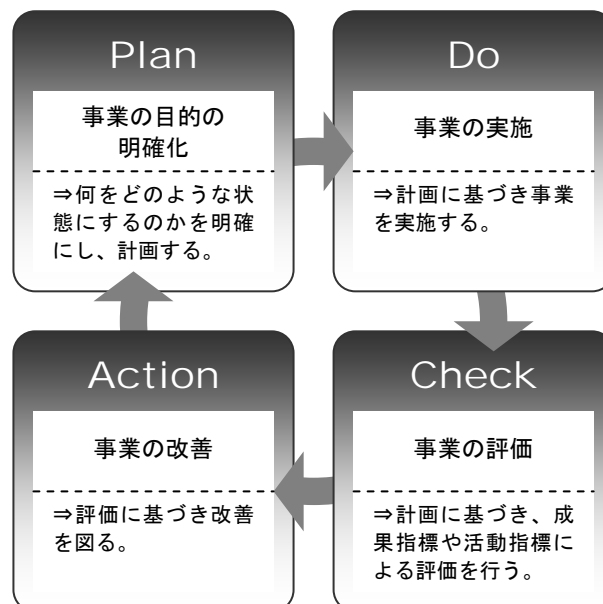 Plan
事業の目的の
明確化
⇒何をどのような状
態にするのかを明確
にし、計画する。
Do
事業の実施
⇒計画に基づき事業
を実施する。
Action
事業の改善
⇒評価に基づき改善
を図る。
Check
事業の評価
⇒計画に基づき、成
果指標や活動指標に
よる評価を行う。